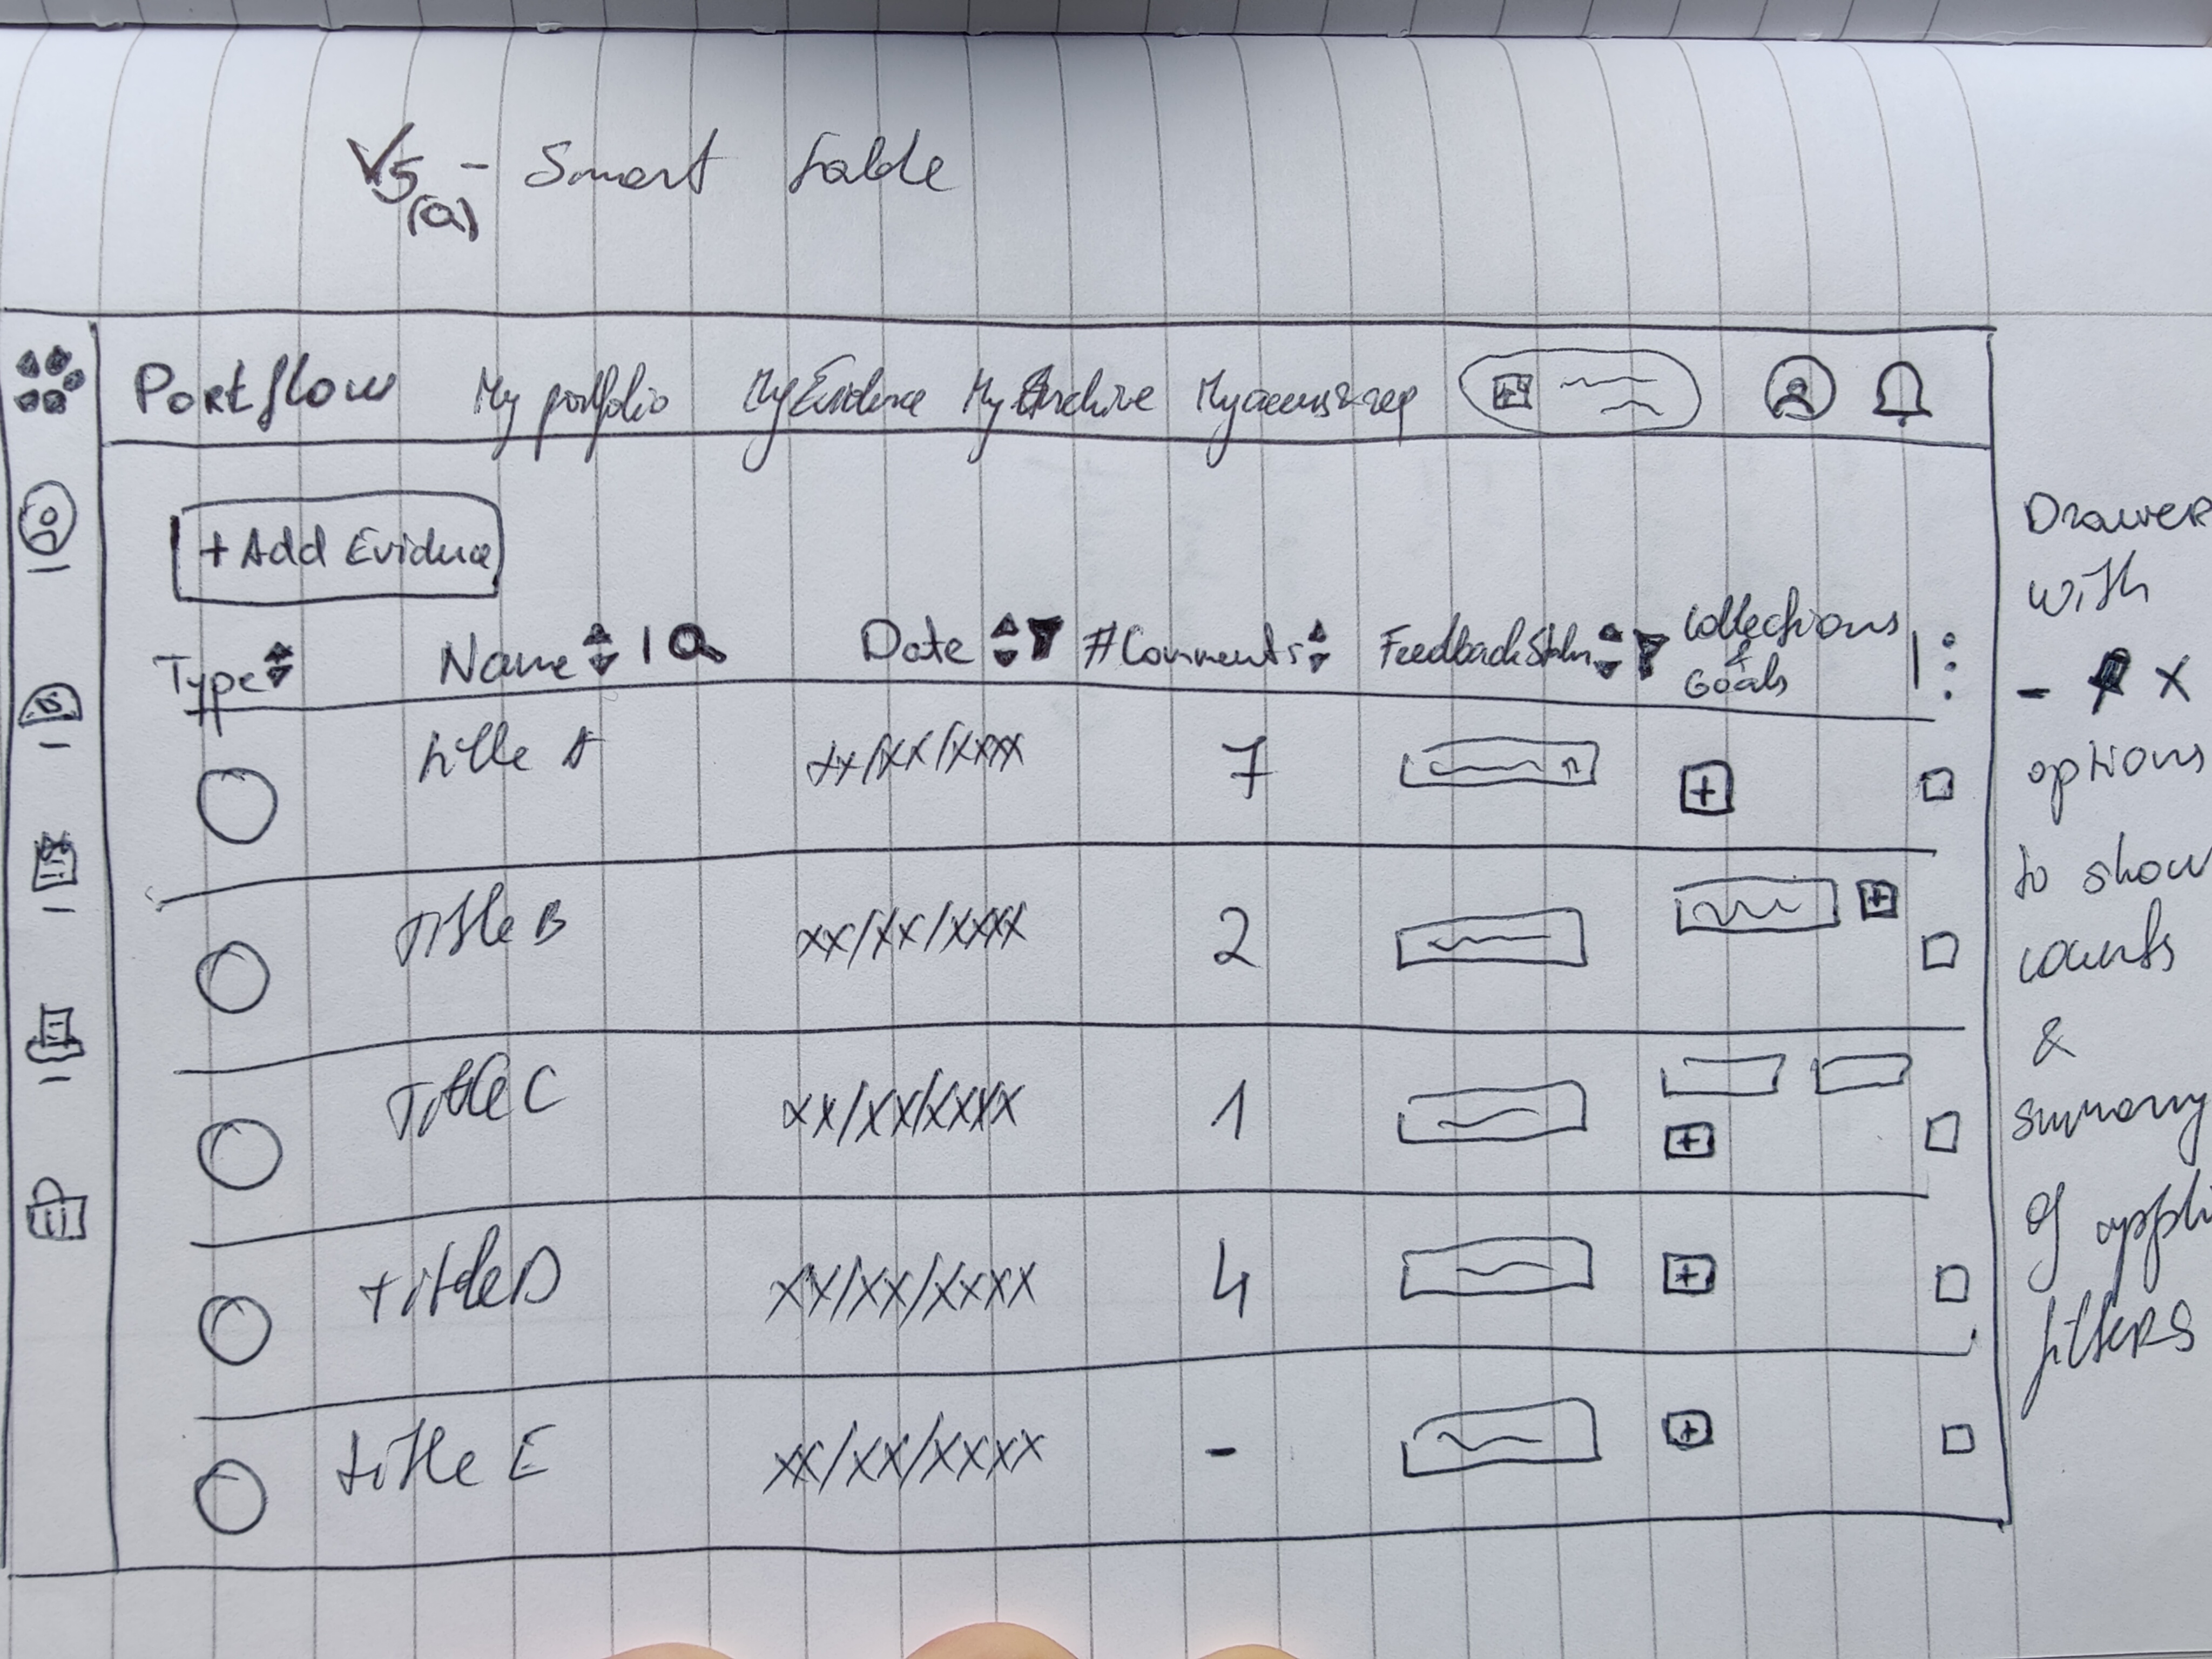 V5 - Smart table
(a)
Portflow My portfolio My Evidence My Archive My access & req
+ Add Evidence
Type Name Date # Comments Feedback Status Collections & Goals
title A xx/xx/xxxx 7 +
Title B xx/xx/xxxx 2 +
Title C xx/xx/xxxx 1 +
title D xx/xx/xxxx 4 +
title E xx/xx/xxxx - +
Drawer
with
- X
options
to show
counts
&
summary
of
filters